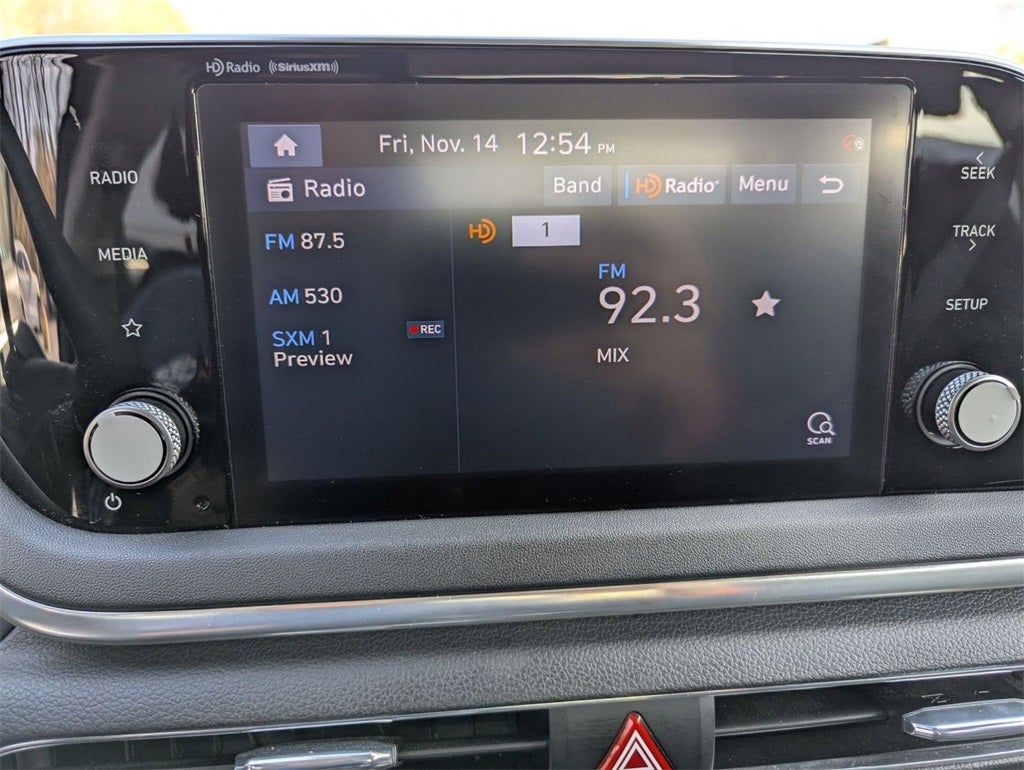 HD Radio ((SiriusXM))
Fri, Nov. 14 12:54 PM
Radio Band HD Radio Menu
RADIO
MEDIA
FM 87.5
AM 530
SXM 1
Preview
REC
HD 1
FM
92.3
MIX
SCAN
SEEK
TRACK
SETUP